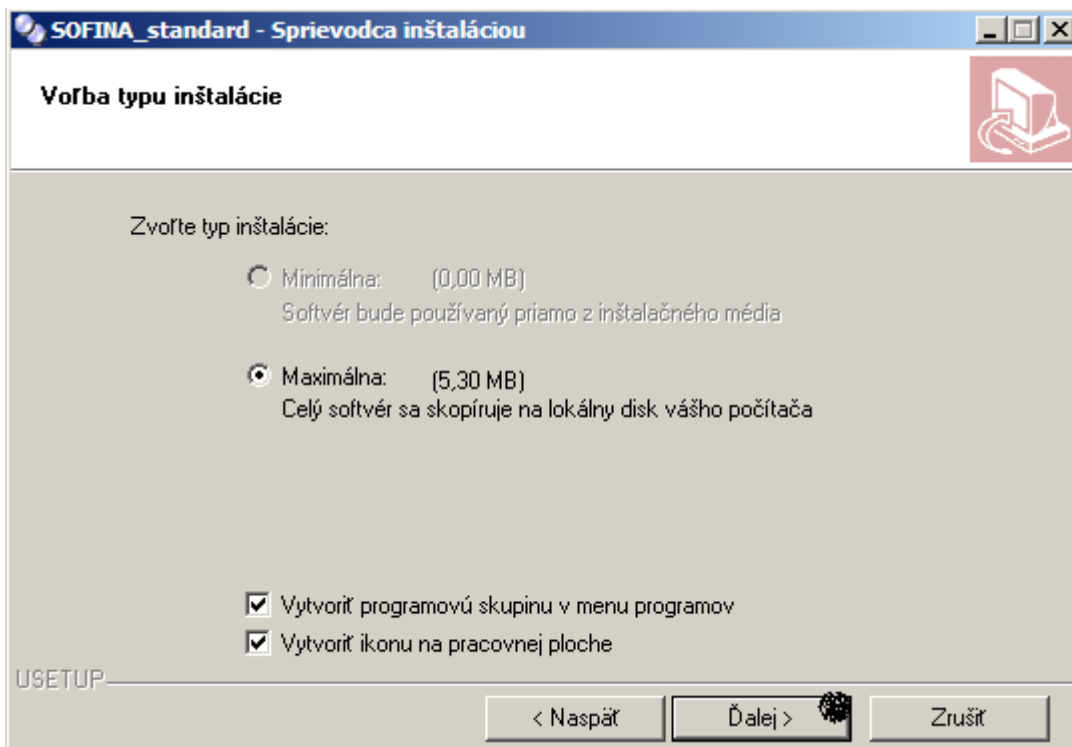 SOFINA_standard - Sprievodca inštaláciou
Voľba typu inštalácie
Zvoľte typ inštalácie:
Minimálna: (0,00 MB)
Softvér bude používaný priamo z inštalačného média
Maximálna: (5,30 MB)
Celý softvér sa skopíruje na lokálny disk vášho počítača
Vytvoriť programovú skupinu v menu programov
Vytvoriť ikonu na pracovnej ploche
USETUP
< Naspäť Ďalej > Zrušiť